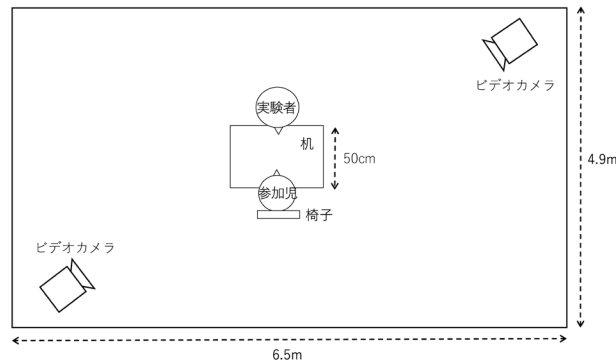 ビデオカメラ
実験者
机
50cm
4.9m
参加児
椅子
ビデオカメラ
6.5m